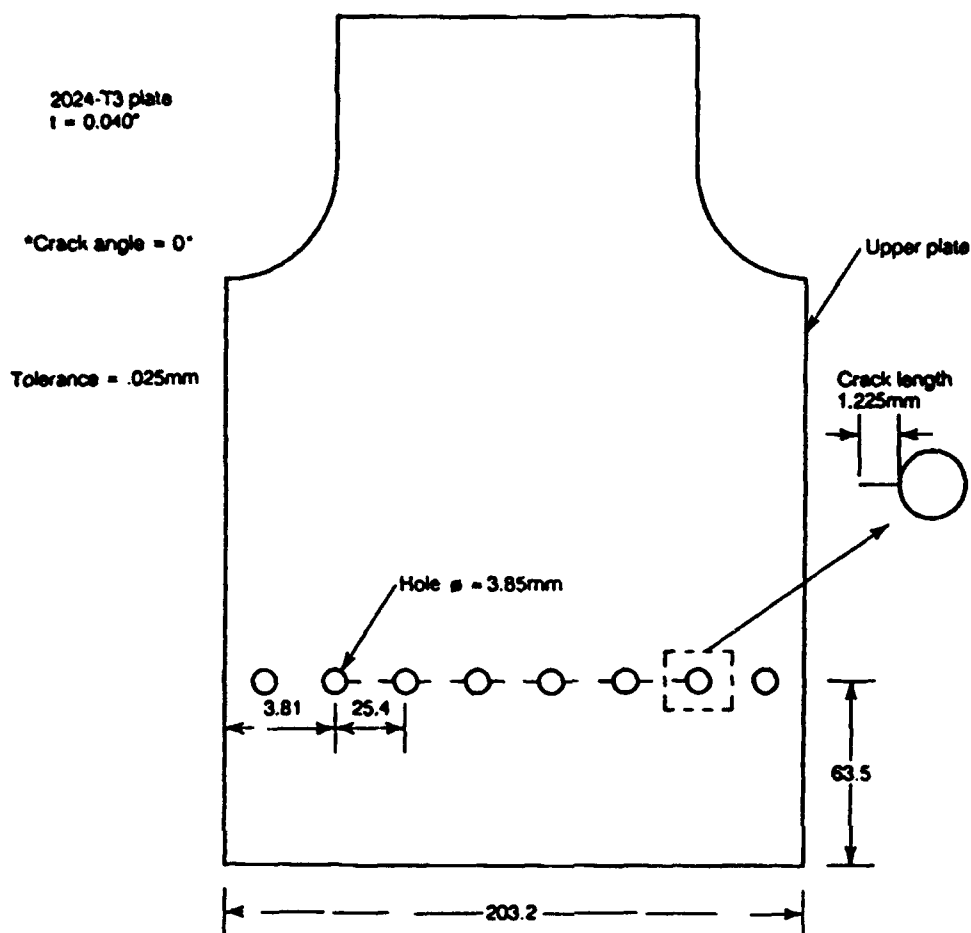 2024-T3 plate
t = 0.040"
*Crack angle = 0°
Upper plate
Tolerance = .025mm
Crack length
1.225mm
Hole ø = 3.85mm
3.81
25.4
63.5
203.2